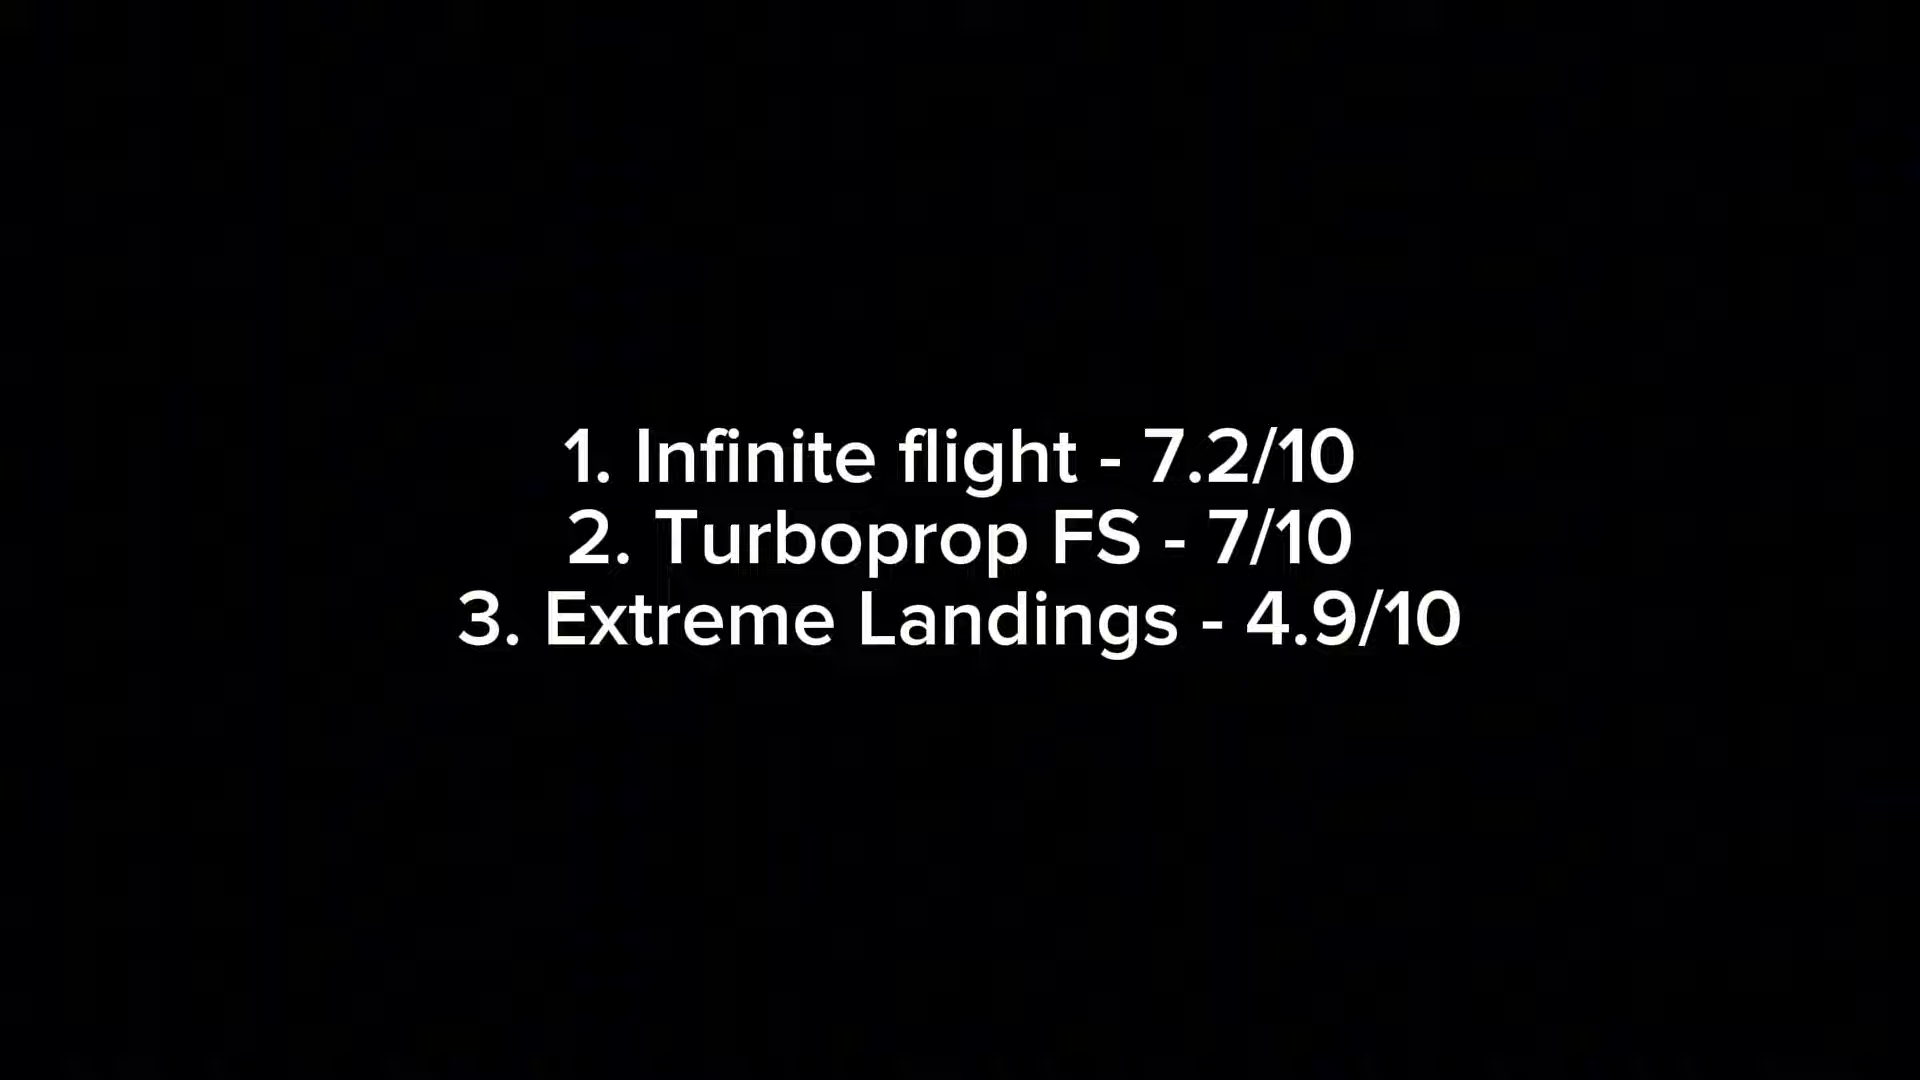 1. Infinite flight - 7.2/10
2. Turboprop FS - 7/10
3. Extreme Landings - 4.9/10